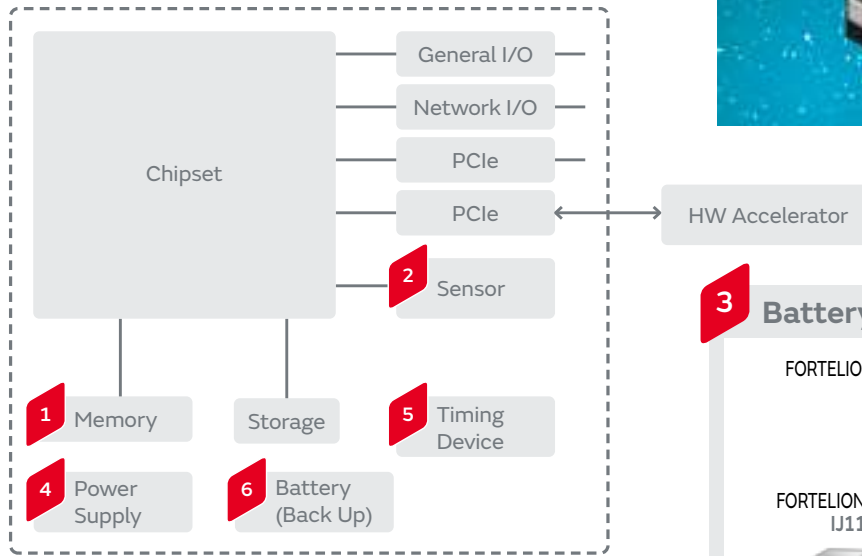 General I/O
Network I/O
PCIe
PCIe
Chipset
HW Accelerator
2
Sensor
3
Battery
FORTELIO
1
Memory
Storage
5
Timing
Device
4
Power
Supply
6
Battery
(Back Up)
FORTELION
IJ11